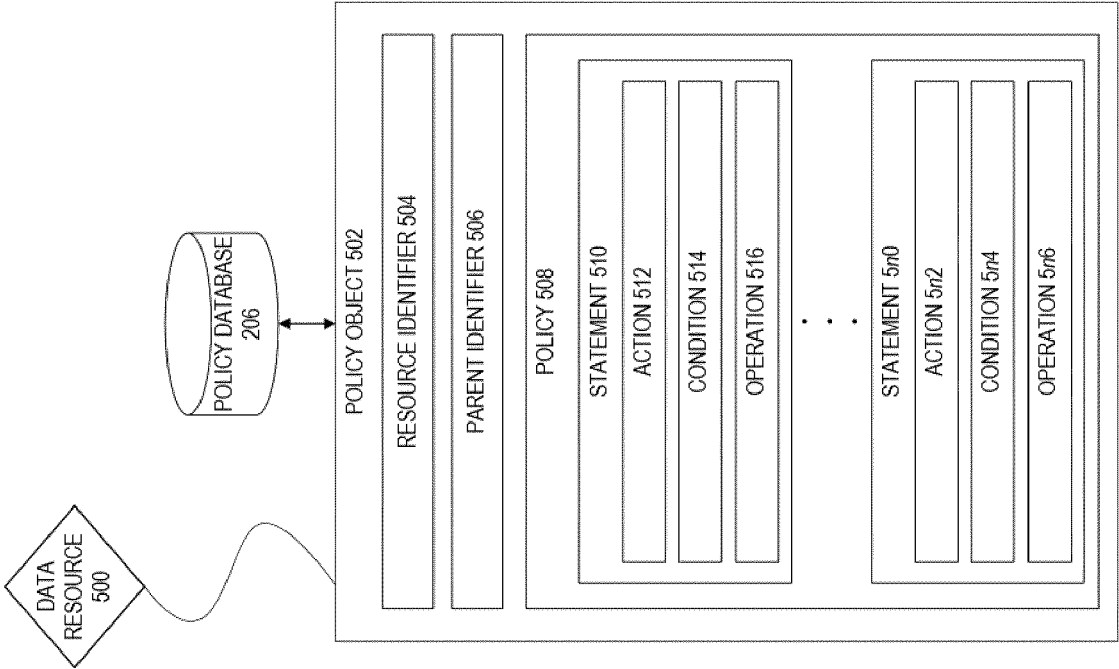 DATA
RESOURCE
500
POLICY DATABASE
206
POLICY OBJECT 502
RESOURCE IDENTIFIER 504
PARENT IDENTIFIER 506
POLICY 508
STATEMENT 510
ACTION 512
CONDITION 514
OPERATION 516
STATEMENT 5n0
ACTION 5n2
CONDITION 5n4
OPERATION 5n6